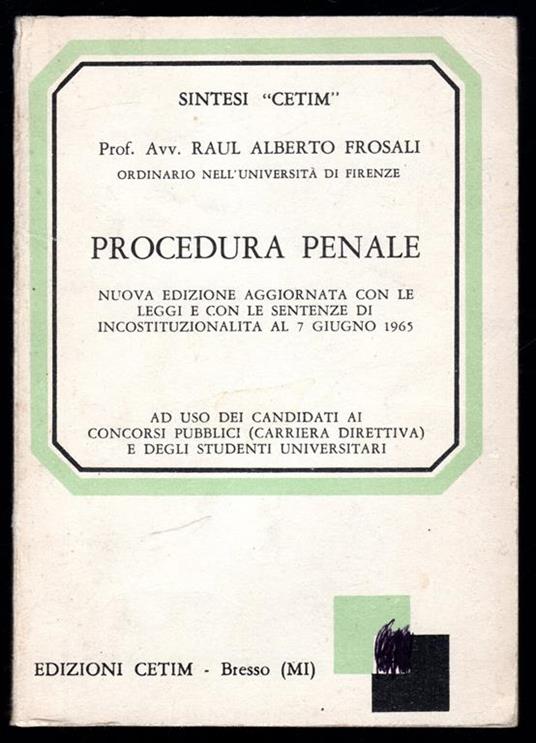 SINTESI "CETIM"
Prof. Avv. RAUL ALBERTO FROSALI
ORDINARIO NELL'UNIVERSITÀ DI FIRENZE
PROCEDURA PENALE
NUOVA EDIZIONE AGGIORNATA CON LE
LEGGI E CON LE SENTENZE DI
INCOSTITUZIONALITA AL 7 GIUGNO 1965
AD USO DEI CANDIDATI AI
CONCORSI PUBBLICI (CARRIERA DIRETTIVA)
E DEGLI STUDENTI UNIVERSITARI
EDIZIONI CETIM - Bresso (MI)